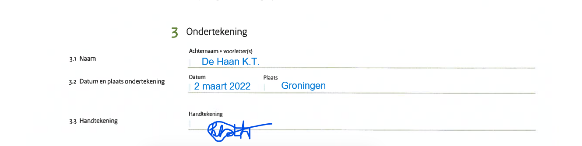 3 Ondertekening
Achternaam + voorletter(s)
3.1 Naam De Haan K.T.
Datum Plaats
3.2 Datum en plaats ondertekening 2 maart 2022 Groningen
Handtekening
3.3 Handtekening